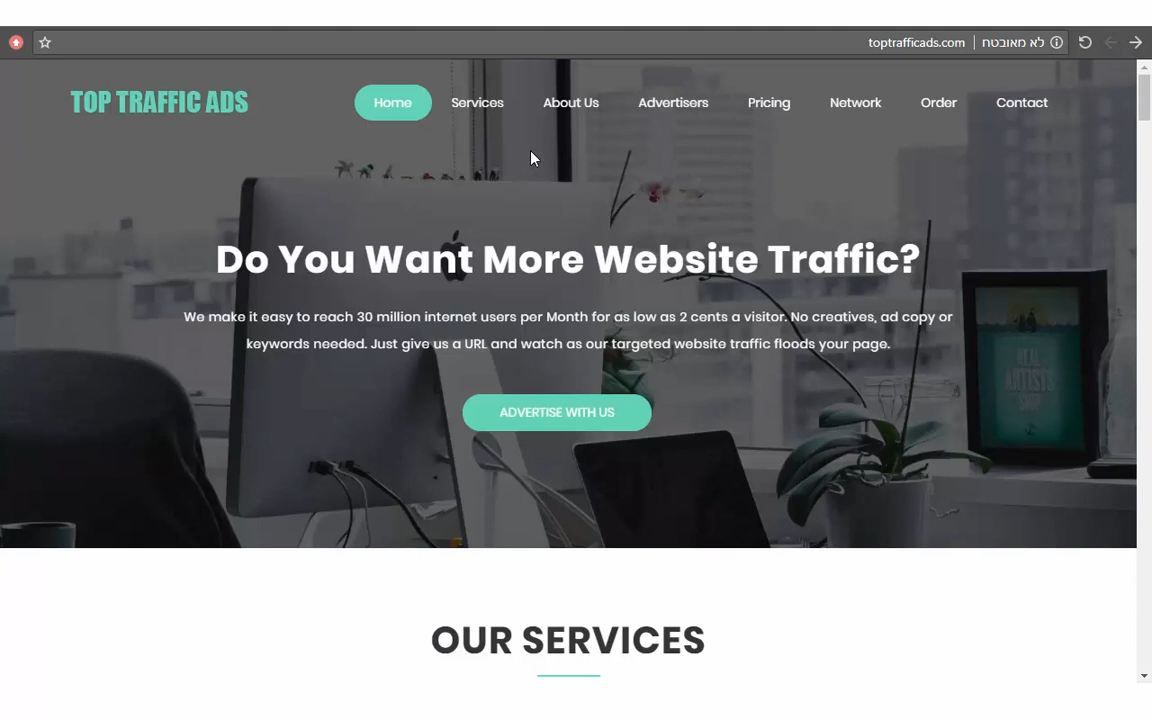 toptrafficads.com | לא מאובטח
TOP TRAFFIC ADS
Home Services About Us Advertisers Pricing Network Order Contact
Do You Want More Website Traffic?
We make it easy to reach 30 million internet users per Month for as low as 2 cents a visitor. No creatives, ad copy or
keywords needed. Just give us a URL and watch as our targeted website traffic floods your page.
REAL
ARTISTS
SHIP
ADVERTISE WITH US
OUR SERVICES